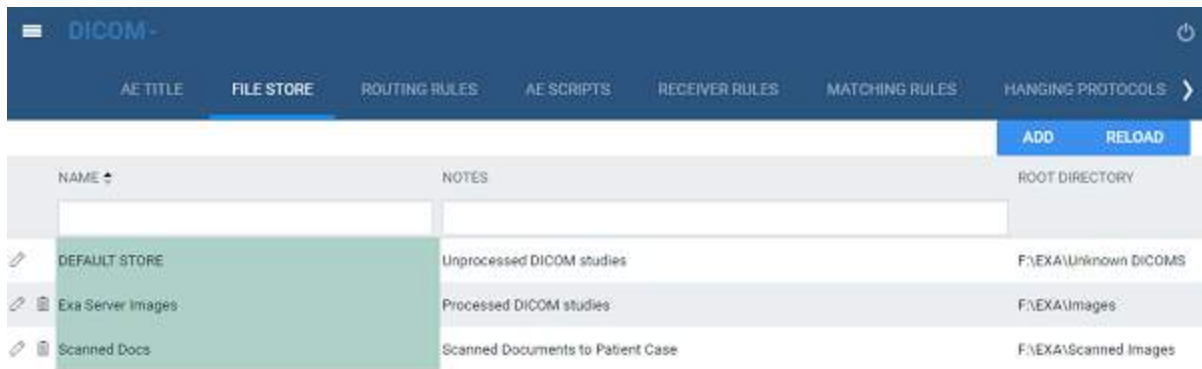 DICOM
AE TITLE FILE STORE ROUTING RULES AE SCRIPTS RECEIVER RULES MATCHING RULES HANGING PROTOCOLS
ADD RELOAD
NAME NOTES ROOT DIRECTORY
DEFAULT STORE Unprocessed DICOM studies F:\EXA\Unknown DICOMS
Exa Server Images Processed DICOM studies F:\EXA\Images
Scanned Docs Scanned Documents to Patient Case F:\EXA\Scanned Images